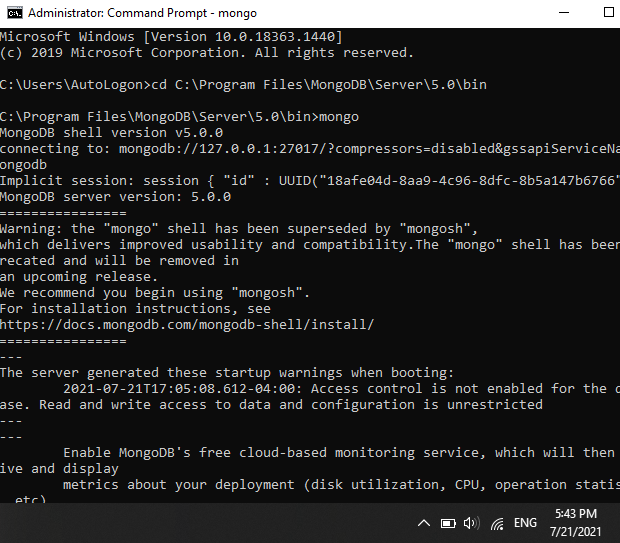 Administrator: Command Prompt - mongo
Microsoft Windows [Version 10.0.18363.1440]
(c) 2019 Microsoft Corporation. All rights reserved.
C:\Users\AutoLogon>cd C:\Program Files\MongoDB\Server\5.0\bin
C:\Program Files\MongoDB\Server\5.0\bin>mongo
MongoDB shell version v5.0.0
connecting to: mongodb://127.0.0.1:27017/?compressors=disabled&gssapiServiceNa
ongodb
Implicit session: session { "id" : UUID("18afe04d-8aa9-4c96-8dfc-8b5a147b6766"
MongoDB server version: 5.0.0
================
Warning: the "mongo" shell has been superseded by "mongosh",
which delivers improved usability and compatibility.The "mongo" shell has been
recated and will be removed in
an upcoming release.
We recommend you begin using "mongosh".
For installation instructions, see
https://docs.mongodb.com/mongodb-shell/install/
================
---
The server generated these startup warnings when booting:
2021-07-21T17:05:08.612-04:00: Access control is not enabled for the d
ase. Read and write access to data and configuration is unrestricted
---
---
Enable MongoDB's free cloud-based monitoring service, which will then
ive and display
metrics about your deployment (disk utilization, CPU, operation statis
etc)
ENG
5:43 PM
7/21/2021